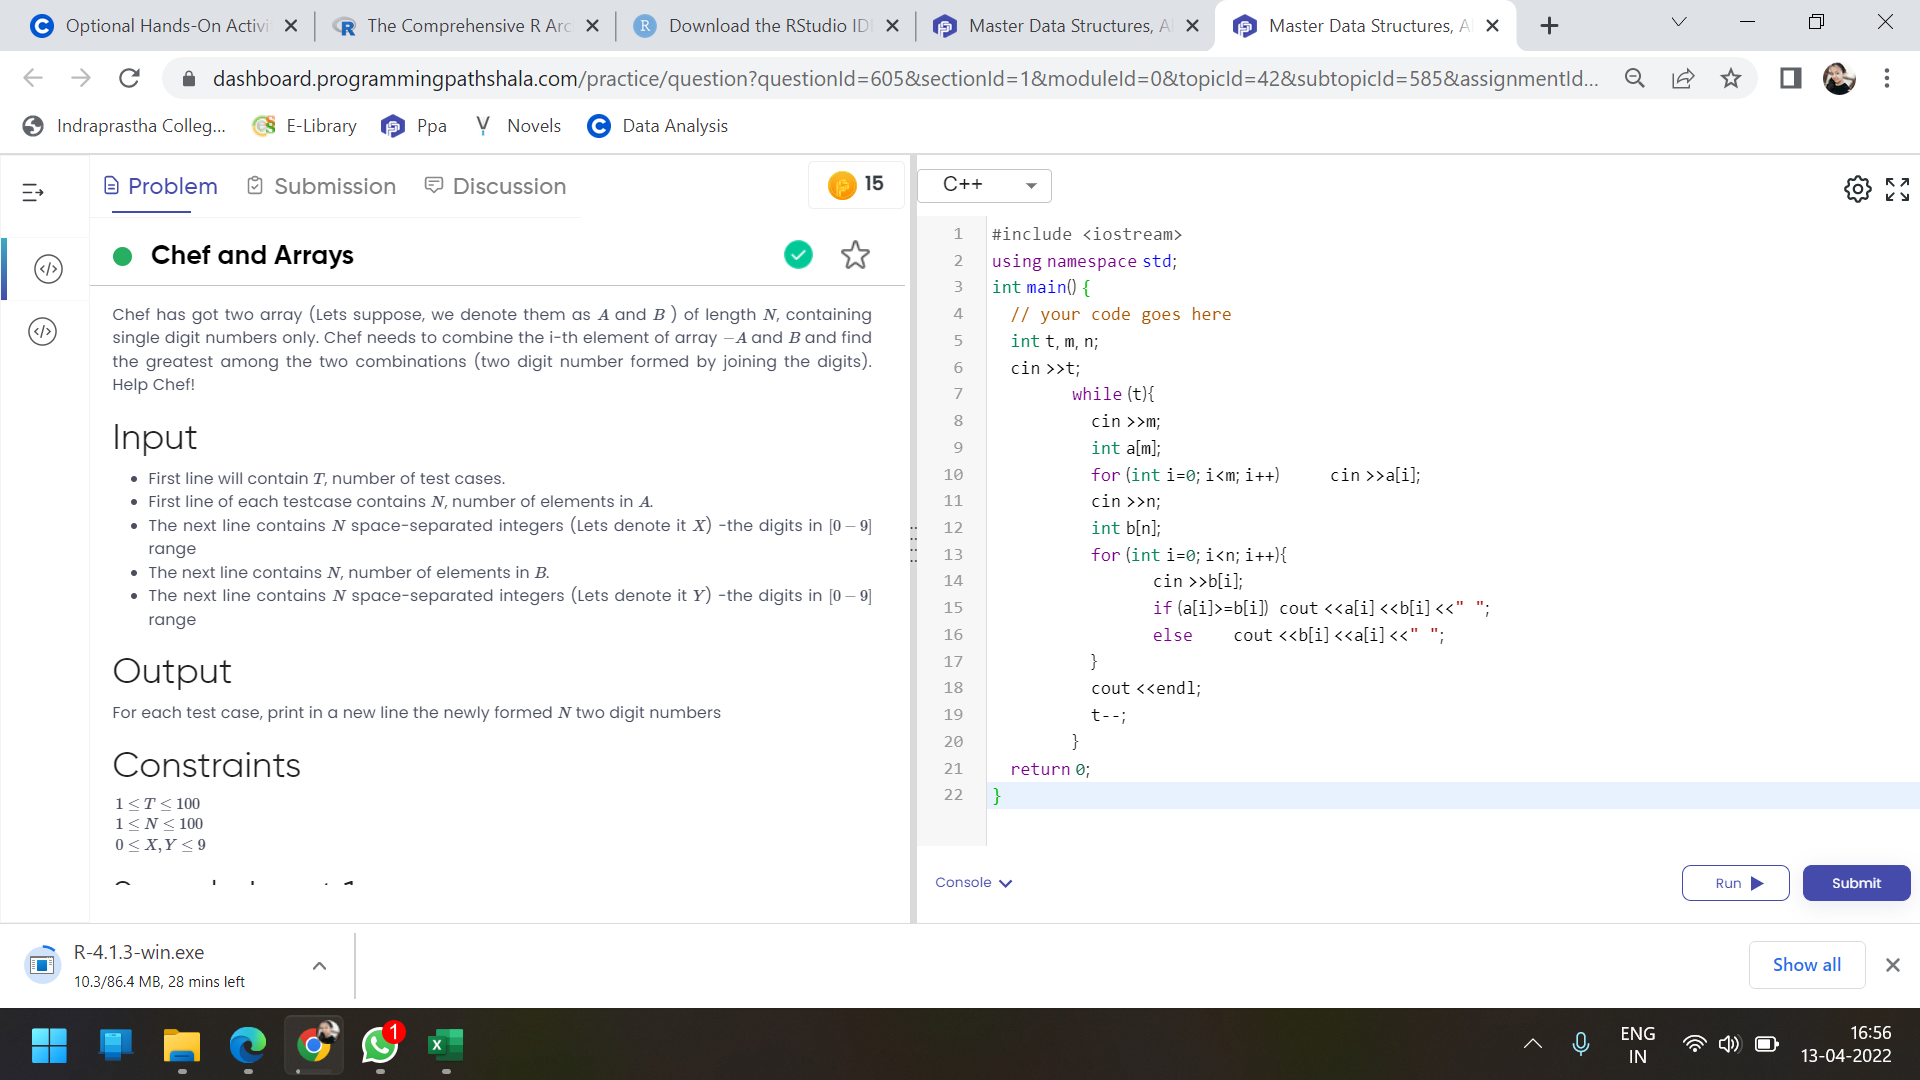 Optional Hands-On Activi
The Comprehensive R Arc
Download the RStudio ID
Master Data Structures, A
Master Data Structures, A
dashboard.programmingpathshala.com/practice/question?questionId=605&sectionId=1&moduleId=0&topicId=42&subtopicId=585&assignmentId...
Indraprastha Colleg...
E-Library
Ppa
Novels
Data Analysis
Problem
Submission
Discussion
15
Chef and Arrays
Chef has got two array (Lets suppose, we denote them as A and B ) of length N, containing
single digit numbers only. Chef needs to combine the i-th element of array −A and B and find
the greatest among the two combinations (two digit number formed by joining the digits).
Help Chef!
Input
• First line will contain T, number of test cases.
• First line of each testcase contains N, number of elements in A.
• The next line contains N space-separated integers (Lets denote it X) -the digits in [0 − 9]
range
• The next line contains N, number of elements in B.
• The next line contains N space-separated integers (Lets denote it Y) -the digits in [0 − 9]
range
Output
For each test case, print in a new line the newly formed N two digit numbers
Constraints
1 ≤ T ≤ 100
1 ≤ N ≤ 100
0 ≤ X, Y ≤ 9
C++
1 #include <iostream>
2 using namespace std;
3 int main() {
4 // your code goes here
5 int t, m, n;
6 cin >>t;
7 while (t){
8 cin >>m;
9 int a[m];
10 for (int i=0; i<m; i++) cin >>a[i];
11 cin >>n;
12 int b[n];
13 for (int i=0; i<n; i++){
14 cin >>b[i];
15 if (a[i]>=b[i]) cout <<a[i] <<b[i] <<" ";
16 else cout <<b[i] <<a[i] <<" ";
17 }
18 cout <<endl;
19 t--;
20 }
21 return 0;
22 }
Console
Run
Submit
R-4.1.3-win.exe
10.3/86.4 MB, 28 mins left
Show all
1
ENG
IN
16:56
13-04-2022